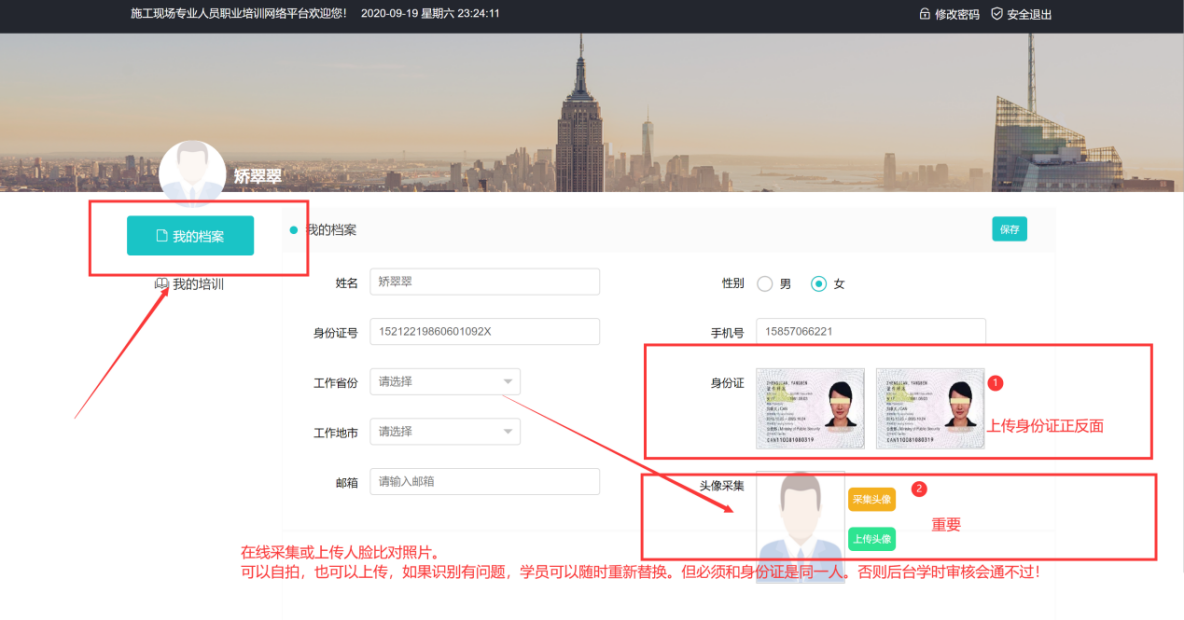 施工现场专业人员职业培训网络平台欢迎您！ 2020-09-19 星期六 23:24:11
修改密码 安全退出
矫翠翠
我的档案
我的培训
我的档案
保存
姓名 矫翠翠
性别 男 女
身份证号 15212219860601092X
手机号 15857066221
工作省份 请选择
身份证
1
上传身份证正反面
工作地市 请选择
邮箱 请输入邮箱
头像采集
采集头像
2
重要
上传头像
在线采集或上传人脸比对照片。
可以自拍，也可以上传，如果识别有问题，学员可以随时重新替换。但必须和身份证是同一人。否则后台学时审核会通不过！